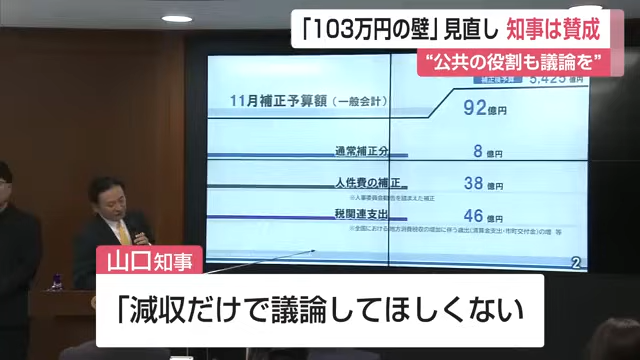 「103万円の壁」見直し 知事は賛成
“公共の役割も議論を”
補正後予算 5,425億円
11月補正予算額（一般会計） 92億円
通常補正分 8億円
人件費の補正 38億円
※人事委員会勧告を踏まえた補正
税関連支出 46億円
※全国における地方消費税収の増加に伴う歳出（清算金支出・市町交付金）の増 等
2
山口知事
「減収だけで議論してほしくない